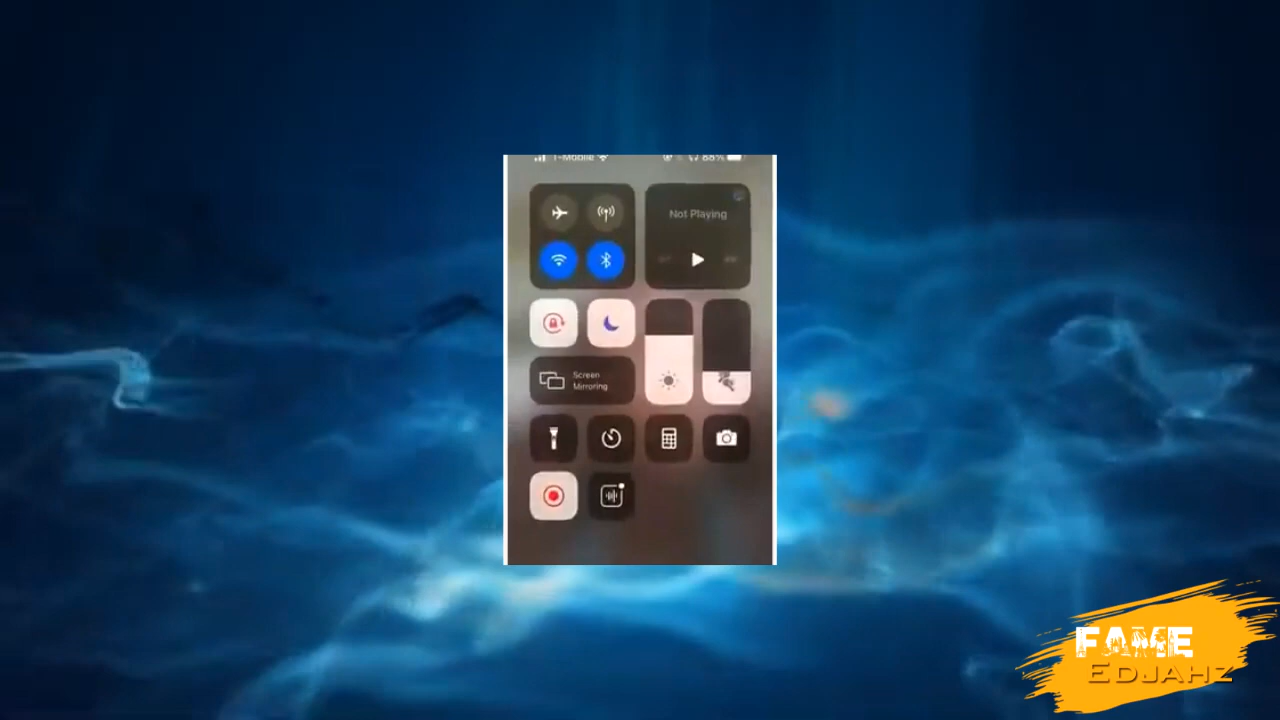 T-Mobile 88%
Not Playing
Screen
Mirroring
FAME
EDJAHZ